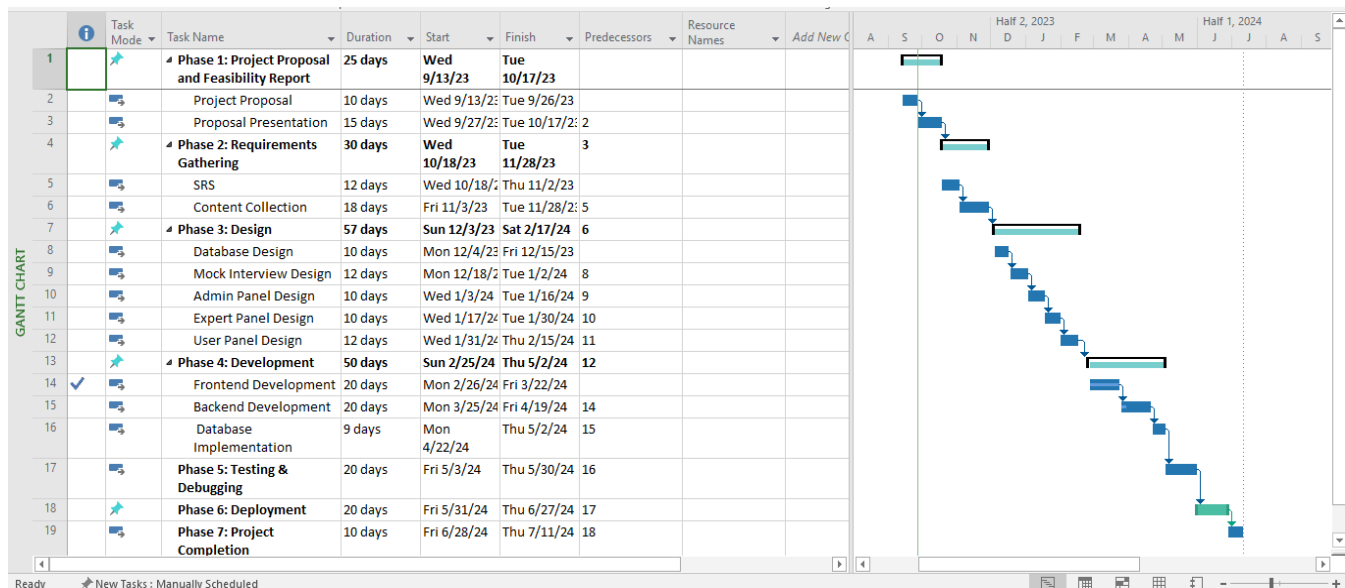 Task Mode Task Name Duration Start Finish Predecessors Resource Names Add New C
Half 2, 2023 Half 1, 2024
A S O N D J F M A M J J A S
1 Phase 1: Project Proposal and Feasibility Report 25 days Wed 9/13/23 Tue 10/17/23
2 Project Proposal 10 days Wed 9/13/23 Tue 9/26/23
3 Proposal Presentation 15 days Wed 9/27/23 Tue 10/17/23 2
4 Phase 2: Requirements Gathering 30 days Wed 10/18/23 Tue 11/28/23 3
5 SRS 12 days Wed 10/18/2 Thu 11/2/23
6 Content Collection 18 days Fri 11/3/23 Tue 11/28/23 5
7 Phase 3: Design 57 days Sun 12/3/23 Sat 2/17/24 6
8 Database Design 10 days Mon 12/4/23 Fri 12/15/23
9 Mock Interview Design 12 days Mon 12/18/2 Tue 1/2/24 8
10 Admin Panel Design 10 days Wed 1/3/24 Tue 1/16/24 9
11 Expert Panel Design 10 days Wed 1/17/24 Tue 1/30/24 10
12 User Panel Design 12 days Wed 1/31/24 Thu 2/15/24 11
13 Phase 4: Development 50 days Sun 2/25/24 Thu 5/2/24 12
14 Frontend Development 20 days Mon 2/26/24 Fri 3/22/24
15 Backend Development 20 days Mon 3/25/24 Fri 4/19/24 14
16 Database Implementation 9 days Mon 4/22/24 Thu 5/2/24 15
17 Phase 5: Testing & Debugging 20 days Fri 5/3/24 Thu 5/30/24 16
18 Phase 6: Deployment 20 days Fri 5/31/24 Thu 6/27/24 17
19 Phase 7: Project Completion 10 days Fri 6/28/24 Thu 7/11/24 18
GANTT CHART
Ready New Tasks : Manually Scheduled